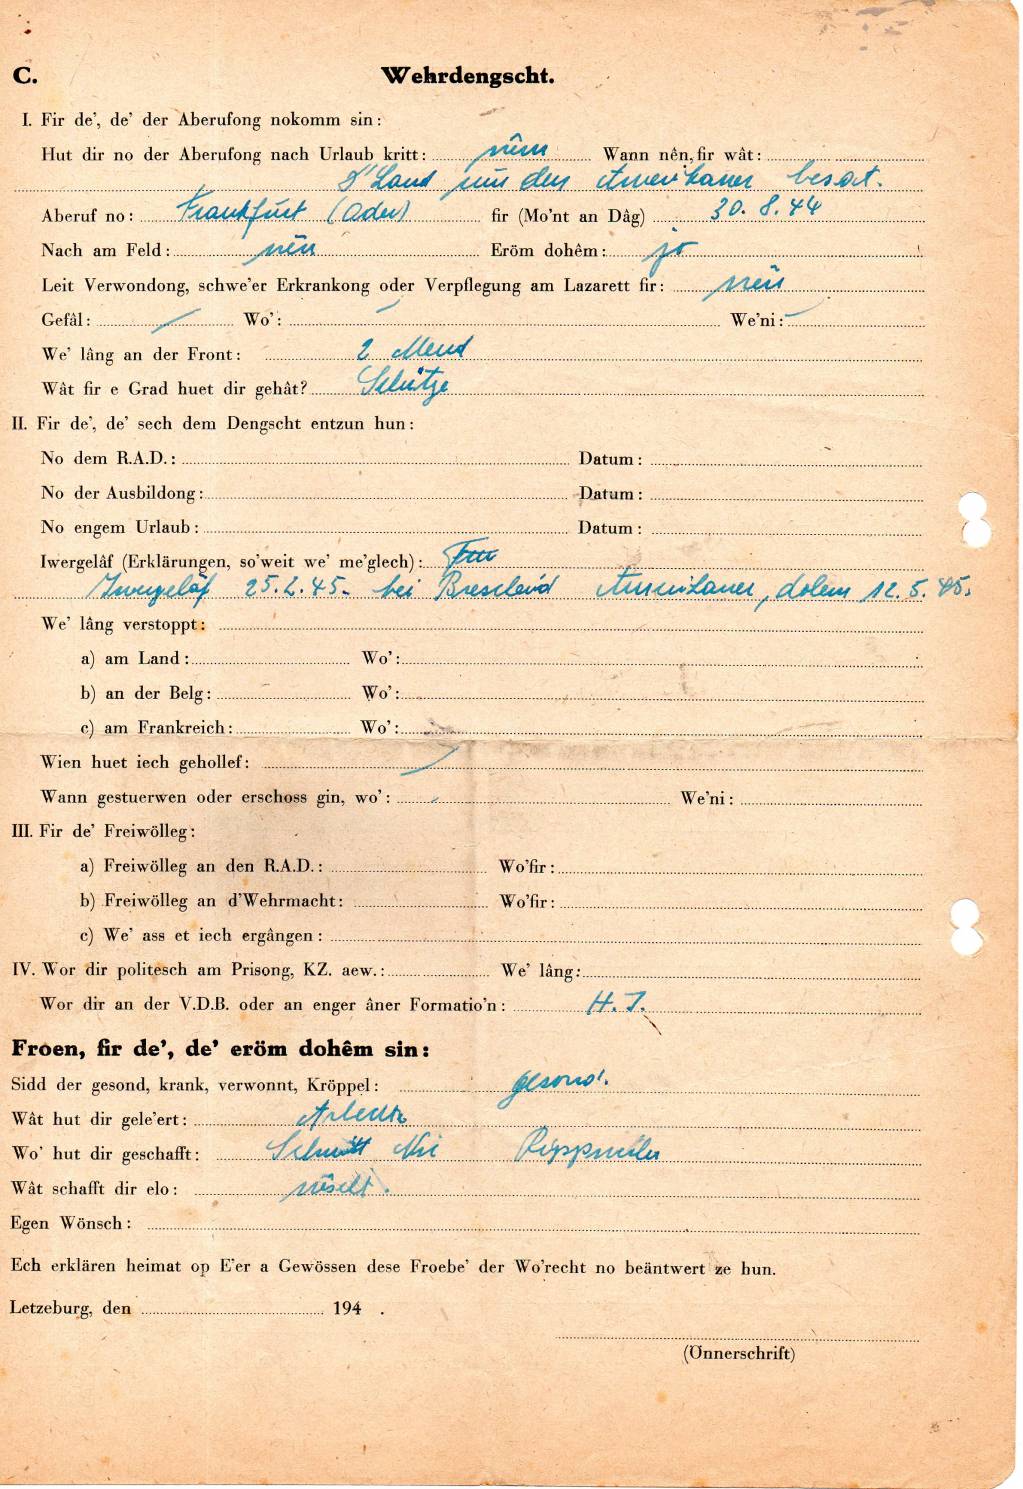 C. Wehrdengscht.
I. Fir de', de' der Aberufong nokomm sin:
Hut dir no der Aberufong nach Urlaub kritt: nêin Wann nên, fir wât:
d'Land vun den Amerikaner besat.
Aberuf no: Frankfurt (Oder) fir (Mo'nt an Dâg) 30. 8. 44
Nach am Feld: nên Eröm dohêm: jo
Leit Verwondong, schwe'er Erkrankong oder Verpflegung am Lazarett fir: nên
Gefâl: Wo': We'ni:
We' lâng an der Front: 2 Mend
Wât fir e Grad huet dir gehât? Schütze
II. Fir de', de' sech dem Dengscht entzun hun:
No dem R.A.D.: Datum:
No der Ausbildong: Datum:
No engem Urlaub: Datum:
Iwergelâf (Erklärungen, so'weit we' me'glech):
Iwergelâf 25.2.45. bei Amerikaner, dohem 12.5.45.
We' lâng verstoppt:
a) am Land: Wo':
b) an der Belg: Wo':
c) am Frankreich: Wo':
Wien huet iech gehollef:
Wann gestuerwen oder erschoss gin, wo': We'ni:
III. Fir de' Freiwölleg:
a) Freiwölleg an den R.A.D.: Wo'fir:
b) Freiwölleg an d'Wehrmacht: Wo'fir:
c) We' ass et iech ergângen:
IV. Wor dir politesch am Prisong, KZ. aew.: We' lâng:
Wor dir an der V.D.B. oder an enger âner Formatio'n: H.J.
Froen, fir de', de' eröm dohêm sin:
Sidd der gesond, krank, verwonnt, Kröppel: gesond.
Wât hut dir gele'ert:
Wo' hut dir geschafft: Schmitt Nic
Wât schafft dir elo: nêscht.
Egen Wönsch:
Ech erklären heimat op E'er a Gewössen dese Froebe' der Wo'recht no beäntwert ze hun.
Letzeburg, den 194 .
(Ünnerschrift)